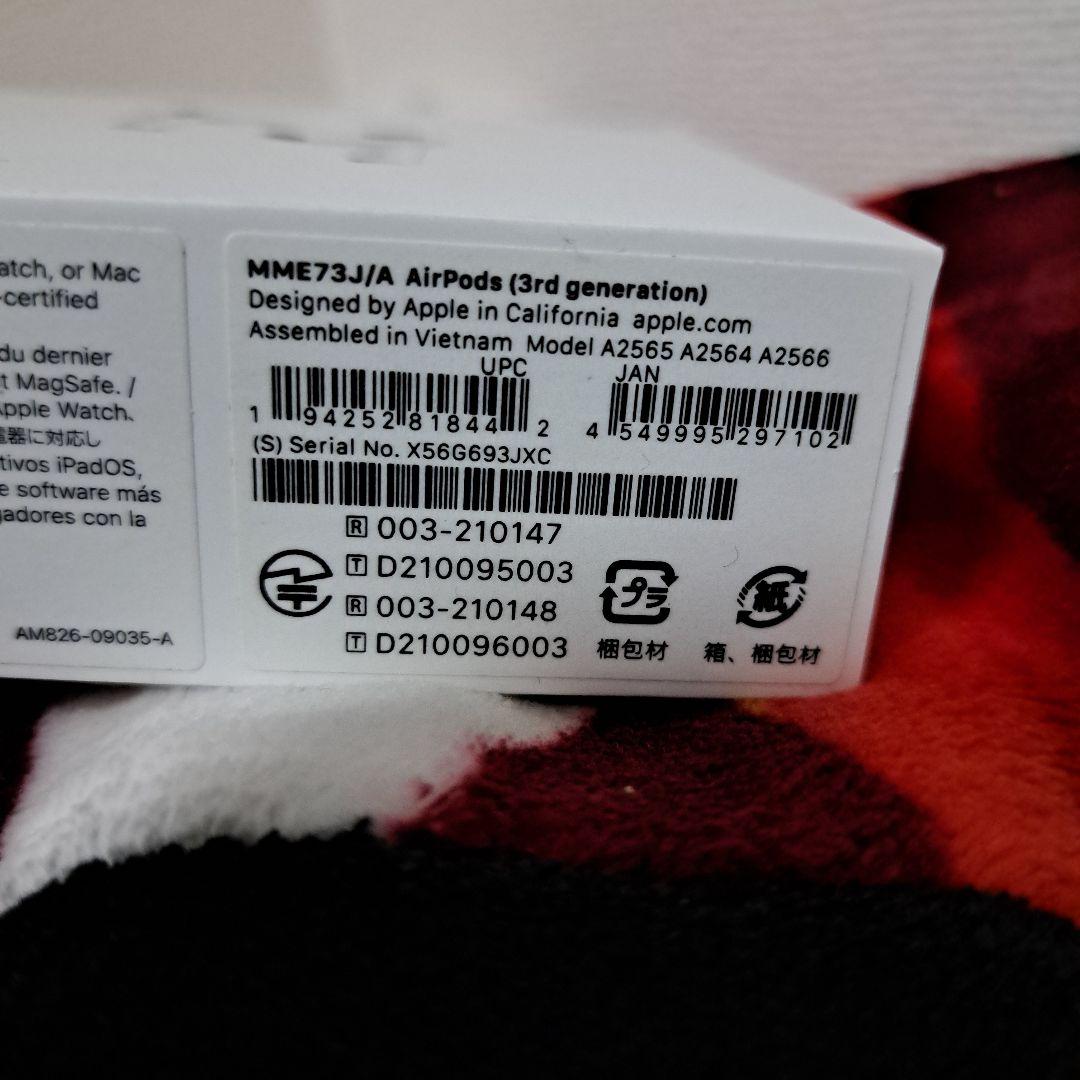 atch, or Mac
-certified
du dernier
t MagSafe. /
Apple Watch.
電器に対応し
tivos iPadOS,
e software más
gadores con la
AM826-09035-A
MME73J/A AirPods (3rd generation)
Designed by Apple in California apple.com
Assembled in Vietnam Model A2565 A2564 A2566
UPC JAN
1 94252 81844 2 4 549995 297102
(S) Serial No. X56G693JXC
R 003-210147
T D210095003
R 003-210148
T D210096003
プラ
梱包材
紙
箱、梱包材